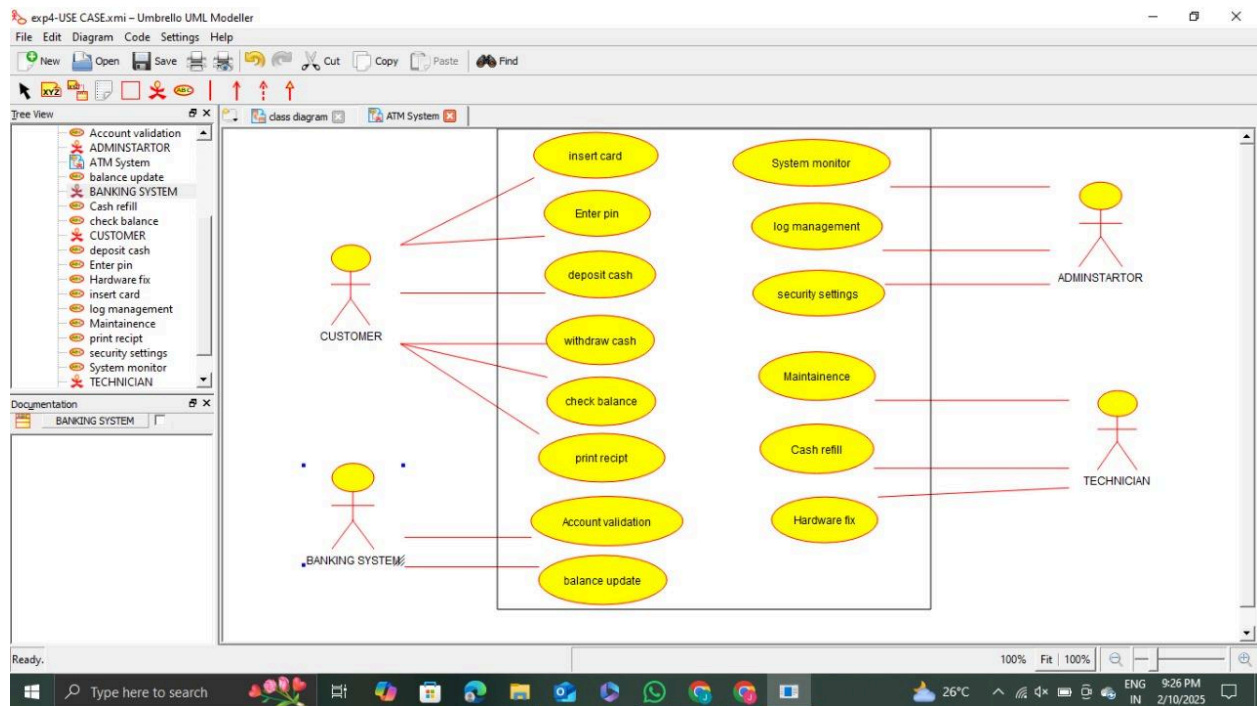 exp4-USE CASE.xmi – Umbrello UML Modeller
File Edit Diagram Code Settings Help
New Open Save Cut Copy Paste Find
XYZ ABC
Tree View
class diagram ATM System
Account validation
ADMINSTARTOR
ATM System
balance update
BANKING SYSTEM
Cash refill
check balance
CUSTOMER
deposit cash
Enter pin
Hardware fix
insert card
log management
Maintainence
print recipt
security settings
System monitor
TECHNICIAN
Documentation
BANKING SYSTEM
insert card
Enter pin
deposit cash
CUSTOMER
withdraw cash
check balance
print recipt
Account validation
BANKING SYSTEM
balance update
System monitor
log management
security settings
ADMINSTARTOR
Maintainence
Cash refill
TECHNICIAN
Hardware fix
Ready.
100% Fit 100%
Type here to search
26°C
ENG
IN
9:26 PM
2/10/2025